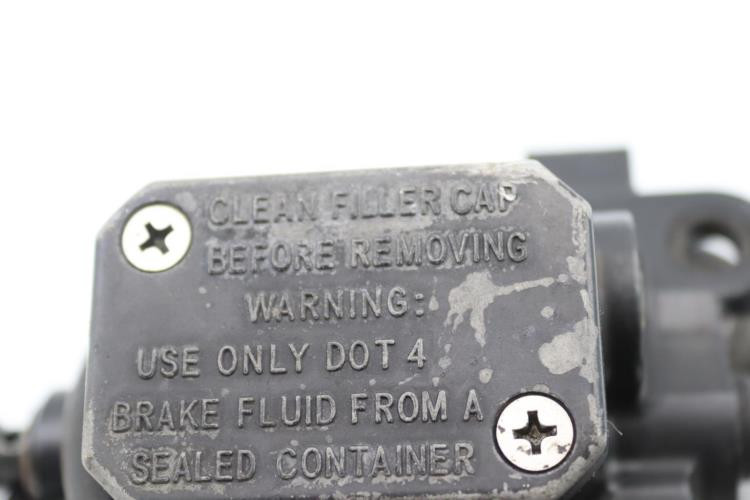 CLEAN FILLER CAP
BEFORE REMOVING
WARNING:
USE ONLY DOT 4
BRAKE FLUID FROM A
SEALED CONTAINER